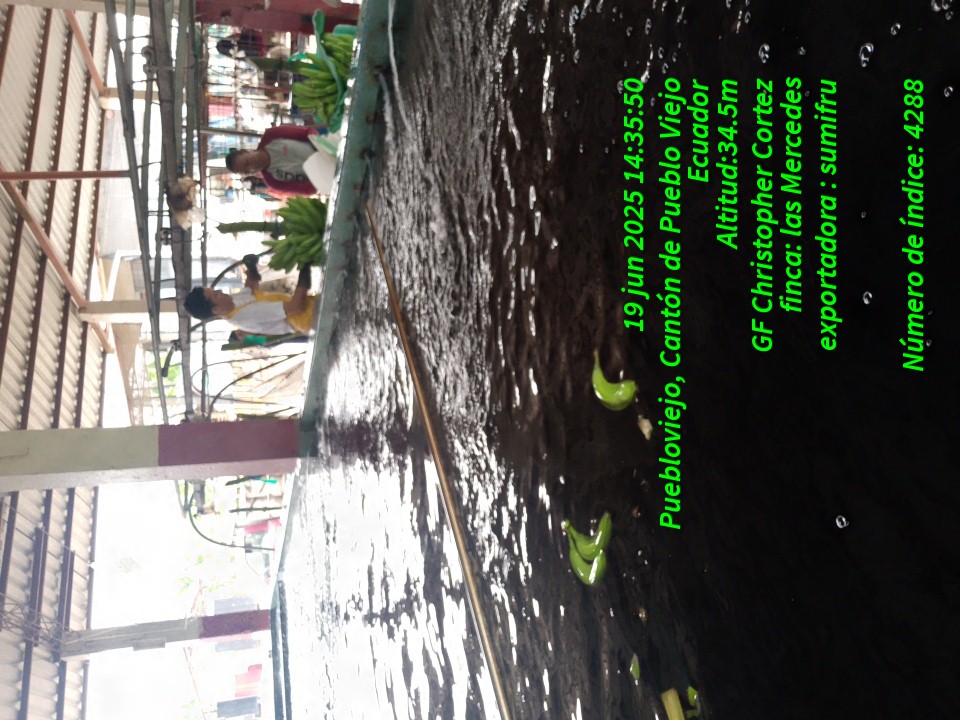 19 jun 2025 14:35:50
Puebloviejo, Cantón de Pueblo Viejo
Ecuador
Altitud:34.5m
GF Christopher Cortez
finca: las Mercedes
exportadora : sumifru
Número de índice: 4288